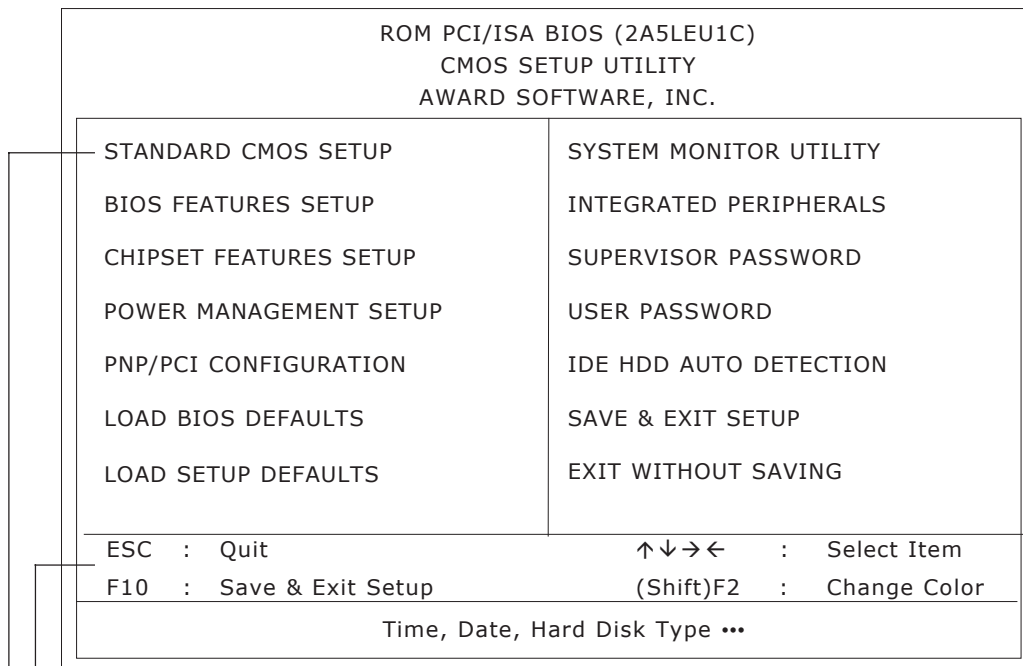 ROM PCI/ISA BIOS (2A5LEU1C)
CMOS SETUP UTILITY
AWARD SOFTWARE, INC.
STANDARD CMOS SETUP
BIOS FEATURES SETUP
CHIPSET FEATURES SETUP
POWER MANAGEMENT SETUP
PNP/PCI CONFIGURATION
LOAD BIOS DEFAULTS
LOAD SETUP DEFAULTS
SYSTEM MONITOR UTILITY
INTEGRATED PERIPHERALS
SUPERVISOR PASSWORD
USER PASSWORD
IDE HDD AUTO DETECTION
SAVE & EXIT SETUP
EXIT WITHOUT SAVING
ESC : Quit ↑↓→← : Select Item
F10 : Save & Exit Setup (Shift)F2 : Change Color
Time, Date, Hard Disk Type •••